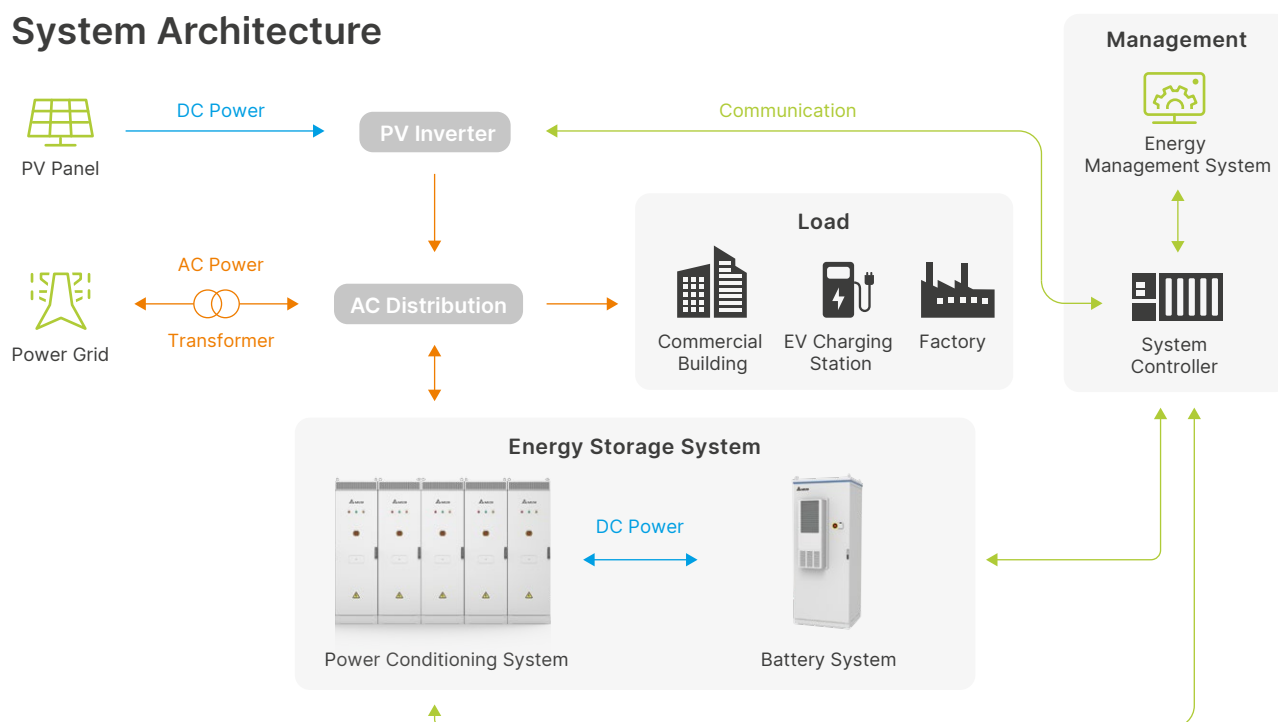 System Architecture
Management
DC Power
PV Inverter
Communication
PV Panel
Energy
Management System
Load
AC Power
AC Distribution
Transformer
Power Grid
Commercial
Building
EV Charging
Station
Factory
System
Controller
Energy Storage System
DC Power
Power Conditioning System
Battery System